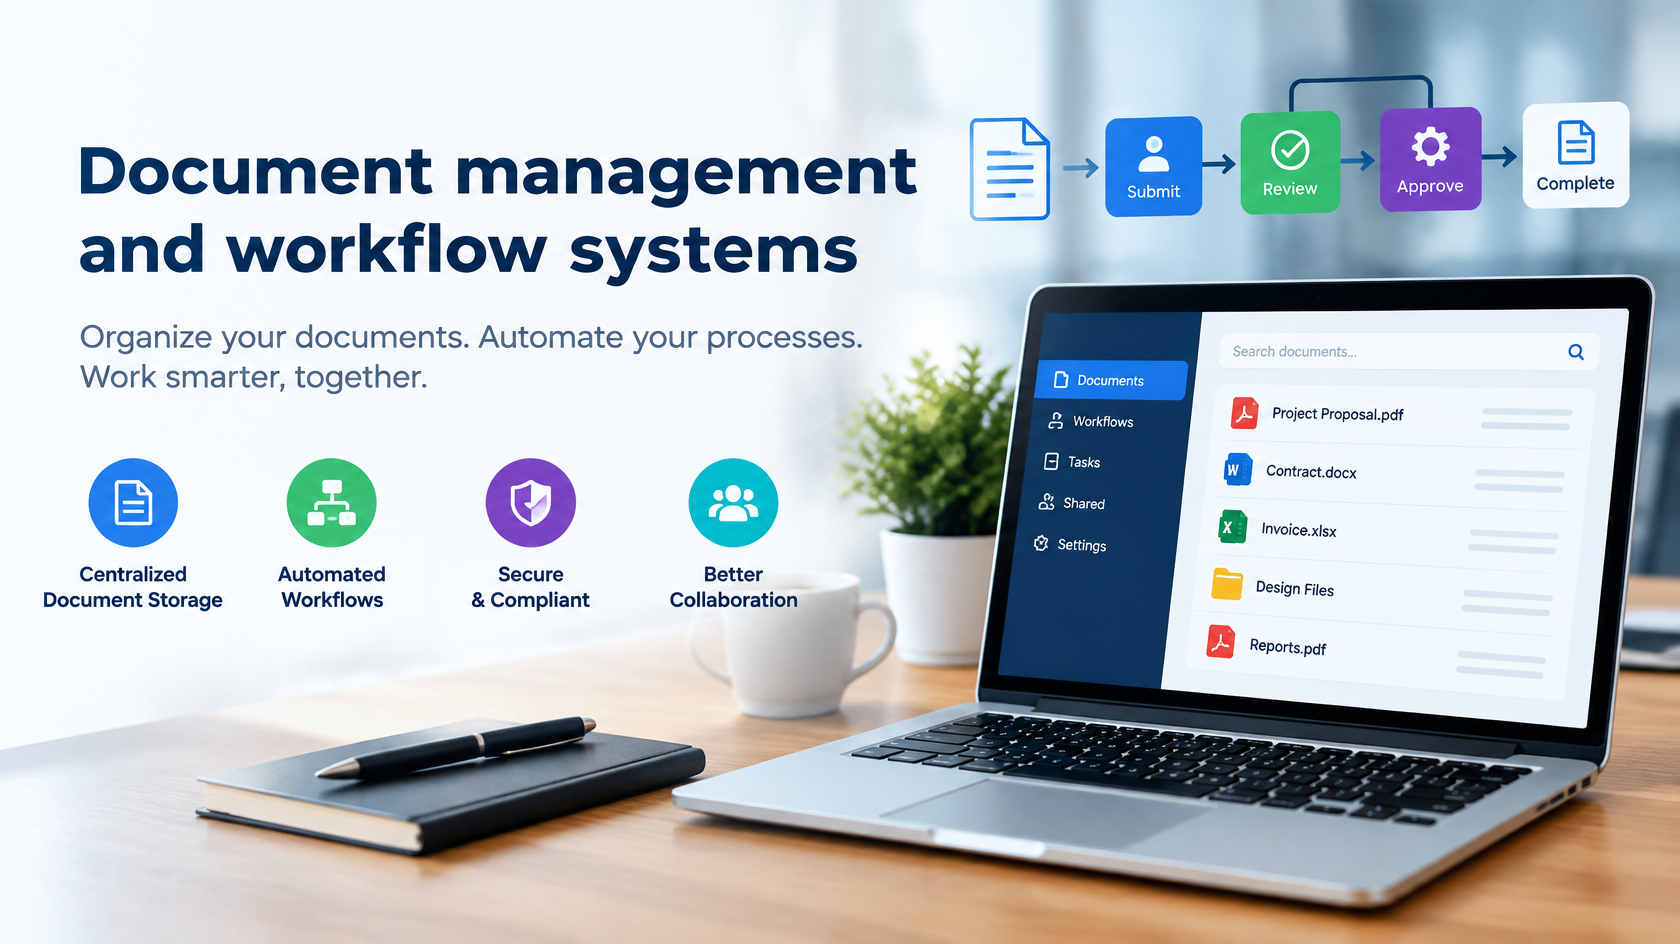 Document management
and workflow systems
Organize your documents. Automate your processes.
Work smarter, together.
Centralized
Document Storage
Automated
Workflows
Secure
& Compliant
Better
Collaboration
Submit
Review
Approve
Complete
Documents
Workflows
Tasks
Shared
Settings
Search documents...
Project Proposal.pdf
W
Contract.docx
X
Invoice.xlsx
Design Files
Reports.pdf